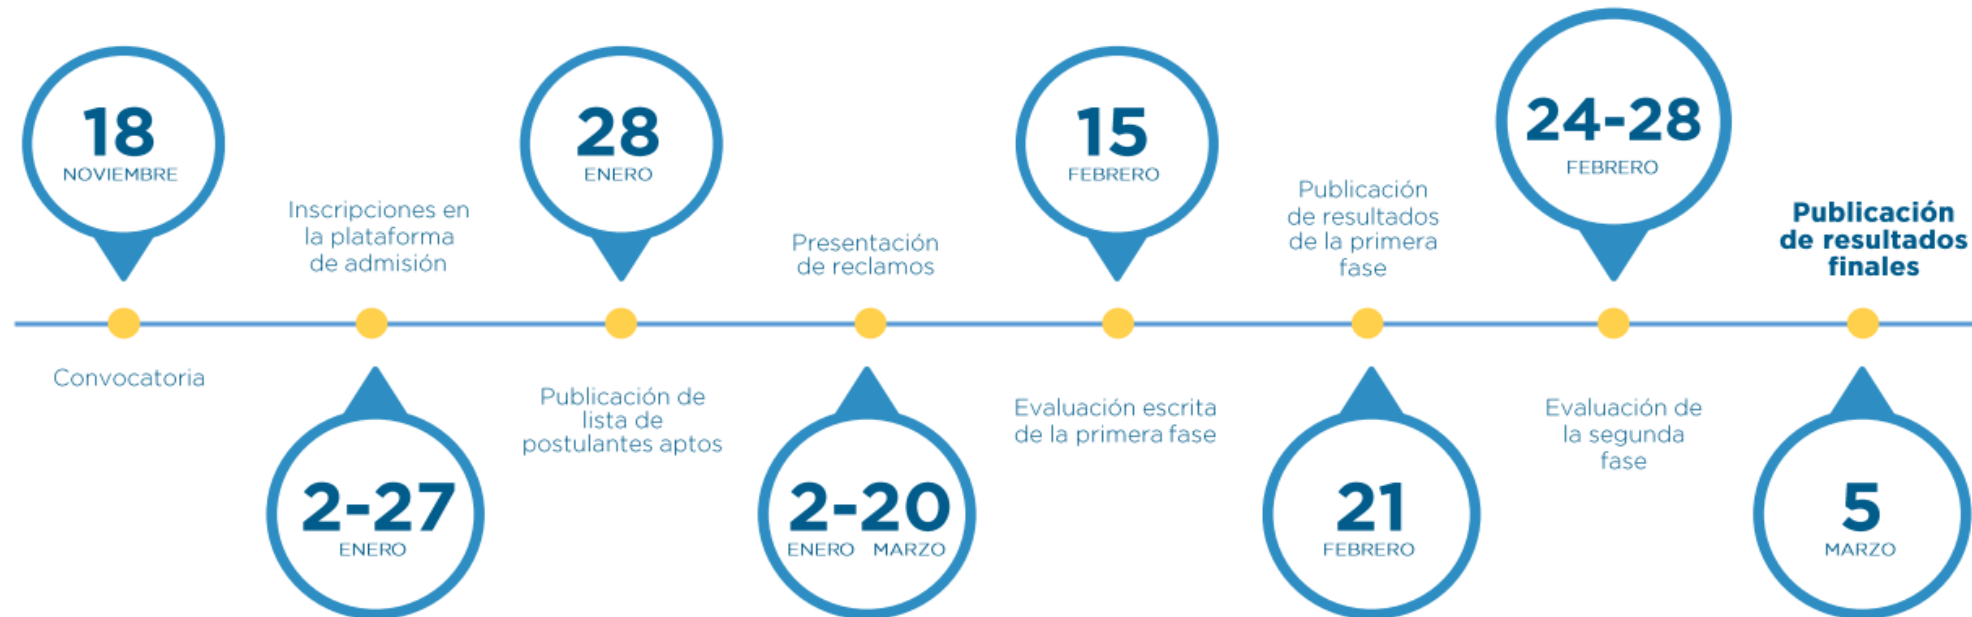 18
NOVIEMBRE
Convocatoria
Inscripciones en
la plataforma
de admisión
2-27
ENERO
28
ENERO
Publicación de
lista de
postulantes aptos
Presentación
de reclamos
2-20
ENERO MARZO
15
FEBRERO
Evaluación escrita
de la primera fase
Publicación
de resultados
de la primera
fase
21
FEBRERO
24-28
FEBRERO
Evaluación de
la segunda
fase
Publicación
de resultados
finales
5
MARZO